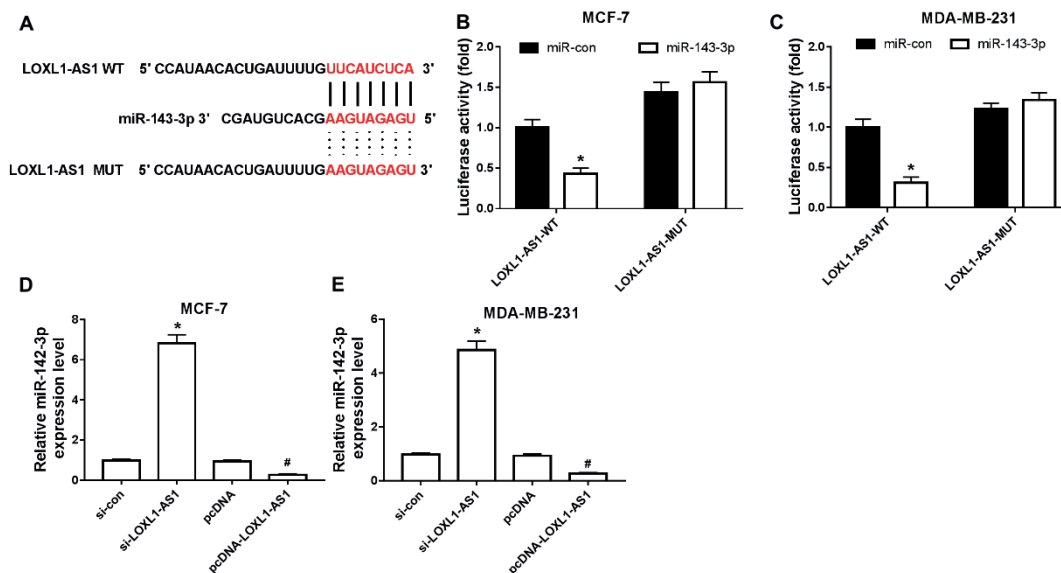 A
LOXL1-AS1 WT 5' CCAUAACACUGAUUUUGUUCAUCUCA 3'
miR-143-3p 3' CGAUGUCACGAAGUAGAGU 5'
LOXL1-AS1 MUT 5' CCAUAACACUGAUUUUGAAGUAGAGU 3'
B
MCF-7
miR-con miR-143-3p
Luciferase activity (fold)
2.0
1.5
1.0
0.5
0.0
*
LOXL1-AS1-WT
LOXL1-AS1-MUT
C
MDA-MB-231
miR-con miR-143-3p
Luciferase activity (fold)
2.0
1.5
1.0
0.5
0.0
*
LOXL1-AS1-WT
LOXL1-AS1-MUT
D
MCF-7
Relative miR-142-3p
expression level
8
6
4
2
0
*
#
si-con
si-LOXL1-AS1
pcDNA
pcDNA-LOXL1-AS1
E
MDA-MB-231
Relative miR-142-3p
expression level
6
4
2
0
*
#
si-con
si-LOXL1-AS1
pcDNA
pcDNA-LOXL1-AS1